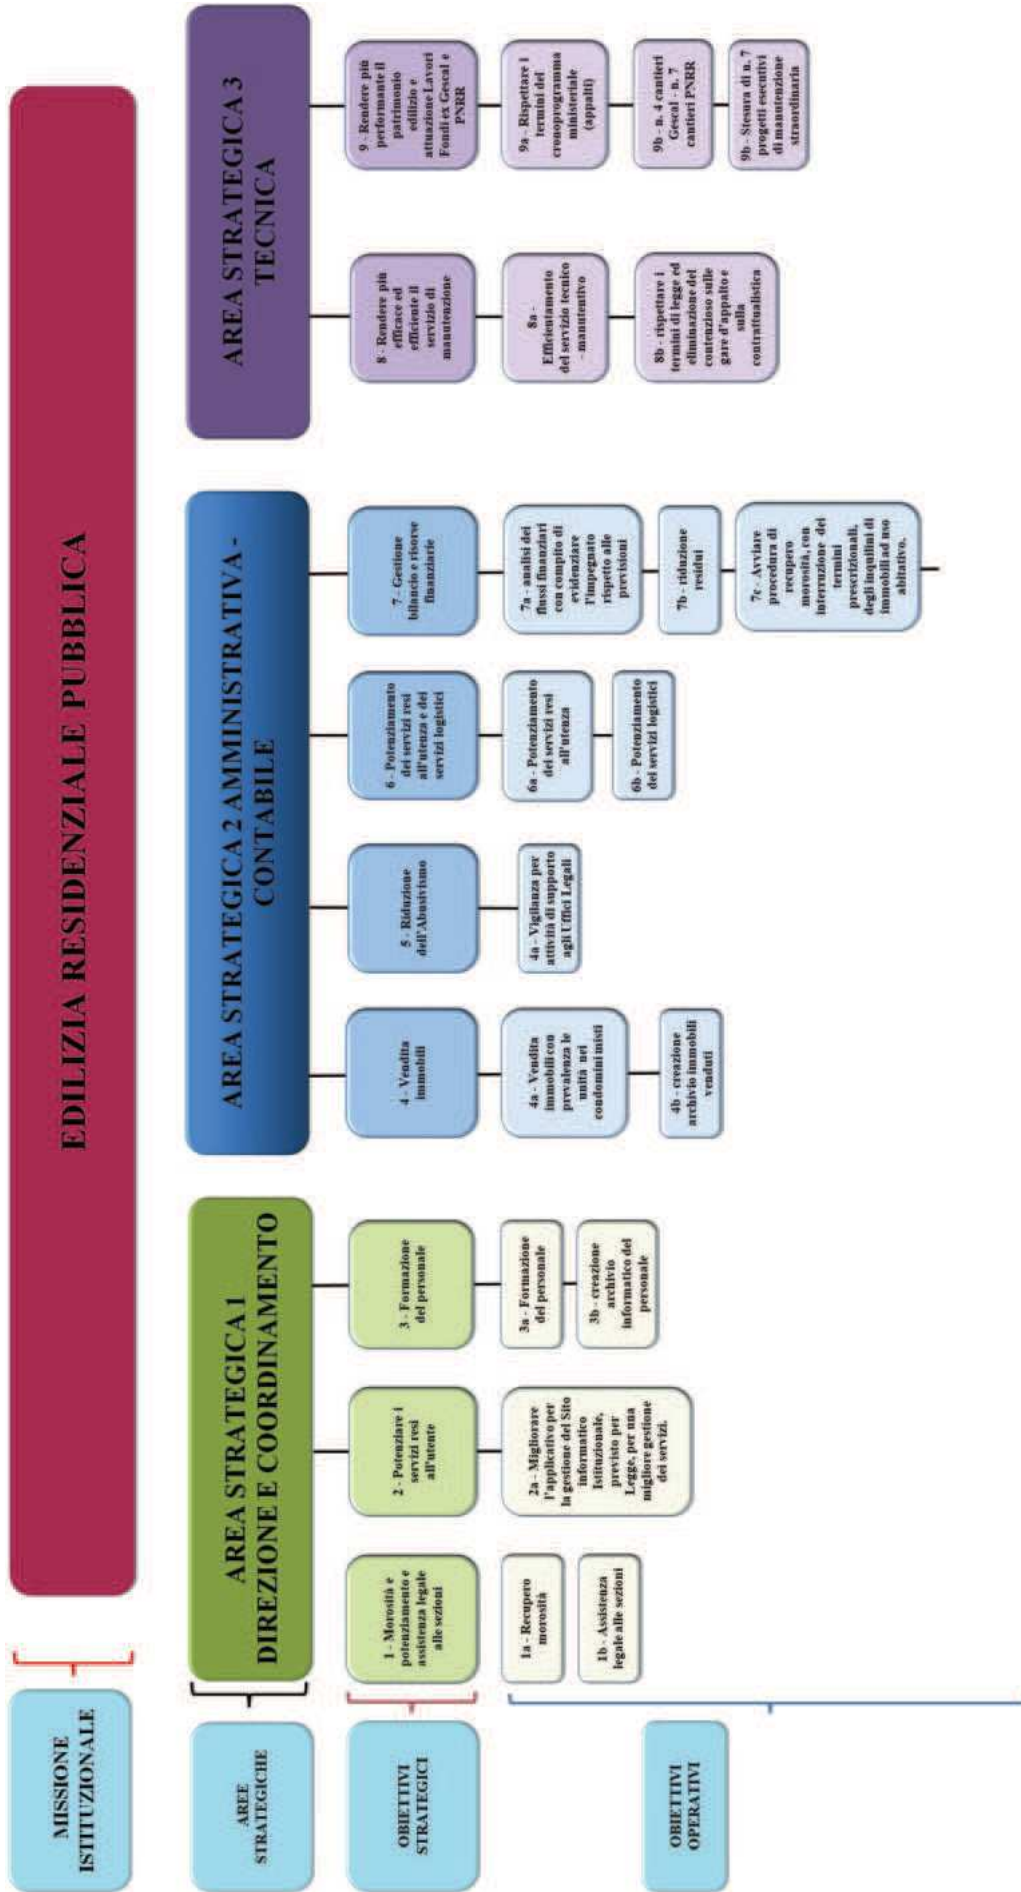 MISSIONE
ISTITUZIONALE
EDILIZIA RESIDENZIALE PUBBLICA
AREE
STRATEGICHE
AREA STRATEGICA 1
DIREZIONE E COORDINAMENTO
AREA STRATEGICA 2 AMMINISTRATIVA -
CONTABILE
AREA STRATEGICA 3
TECNICA
OBIETTIVI
STRATEGICI
1 - Morosità e
potenziamento e
assistenza legale
alle sezioni
2 - Potenziare i
servizi resi
all'utente
3 - Formazione
del personale
4 - Vendita
immobili
5 - Riduzione
dell'Abusivismo
6 - Potenziamento
dei servizi resi
all'utenza e dei
servizi logistici
7 - Gestione
bilancio e risorse
finanziarie
8 - Rendere più
efficace ed
efficiente il
servizio di
manutenzione
9 - Rendere più
performante il
patrimonio
edilizio e
attuazione Lavori
Fondi ex Gescal e
PNRR
OBIETTIVI
OPERATIVI
1a - Recupero
morosità
1b - Assistenza
legale alle sezioni
2a - Migliorare
l'applicativo per
la gestione del Sito
informatico
Istituzionale,
previsto per
Legge, per una
migliore gestione
dei servizi.
3a - Formazione
del personale
3b - creazione
archivio
informatico del
personale
4a - Vendita
immobili con
prevalenza le
unità nei
condomini misti
4b - creazione
archivio immobili
venduti
4a - Vigilanza per
attività di supporto
agli Uffici Legali
6a - Potenziamento
dei servizi resi
all'utenza
6b - Potenziamento
dei servizi logistici
7a - analisi dei
flussi finanziari
con compito di
evidenziare
l'impegnato
rispetto alle
previsioni
7b - riduzione
residui
7c - Avviare
procedura di
recupero
morosità, con
interruzione dei
termini
prescrizionali,
degli inquilini di
immobili ad uso
abitativo.
8a -
Efficientamento
del servizio tecnico
- manutentivo
8b - rispettare i
termini di legge ed
eliminazione del
contenzioso sulle
gare d'appalto e
sulla
contrattualistica
9a - Rispettare i
termini del
cronoprogramma
ministeriale
(appalti)
9b - n. 4 cantieri
Gescal - n. 7
cantieri PNRR
9b - Stesura di n. 7
progetti esecutivi
di manutenzione
straordinaria